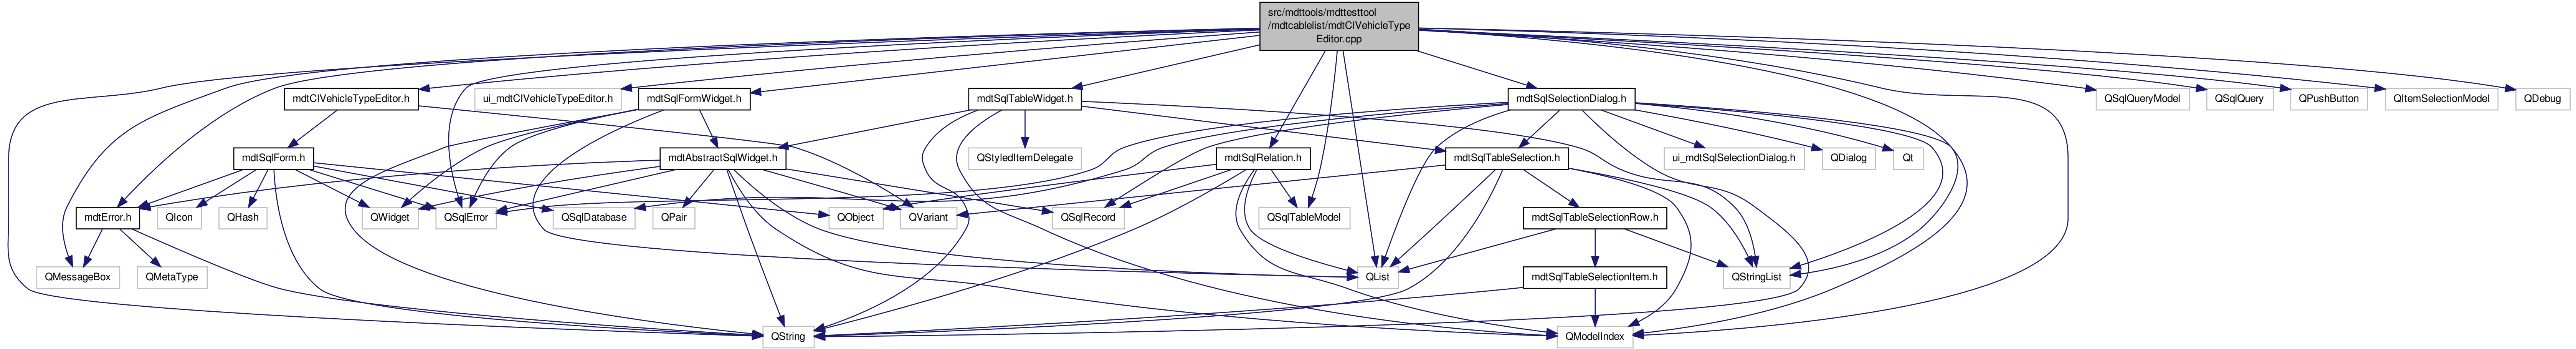 src/mdttools/mdttesttool
/mdtcablelist/mdtClVehicleType
Editor.cpp
mdtClVehicleTypeEditor.h
ui_mdtClVehicleTypeEditor.h
mdtSqlFormWidget.h
mdtSqlTableWidget.h
mdtSqlSelectionDialog.h
QSqlQueryModel
QSqlQuery
QPushButton
QItemSelectionModel
QDebug
mdtSqlForm.h
mdtAbstractSqlWidget.h
QStyledItemDelegate
mdtSqlRelation.h
mdtSqlTableSelection.h
ui_mdtSqlSelectionDialog.h
QDialog
Qt
mdtError.h
QIcon
QHash
QWidget
QSqlError
QSqlDatabase
QPair
QObject
QVariant
QSqlRecord
QSqlTableModel
mdtSqlTableSelectionRow.h
QMessageBox
QMetaType
QList
mdtSqlTableSelectionItem.h
QStringList
QString
QModelIndex